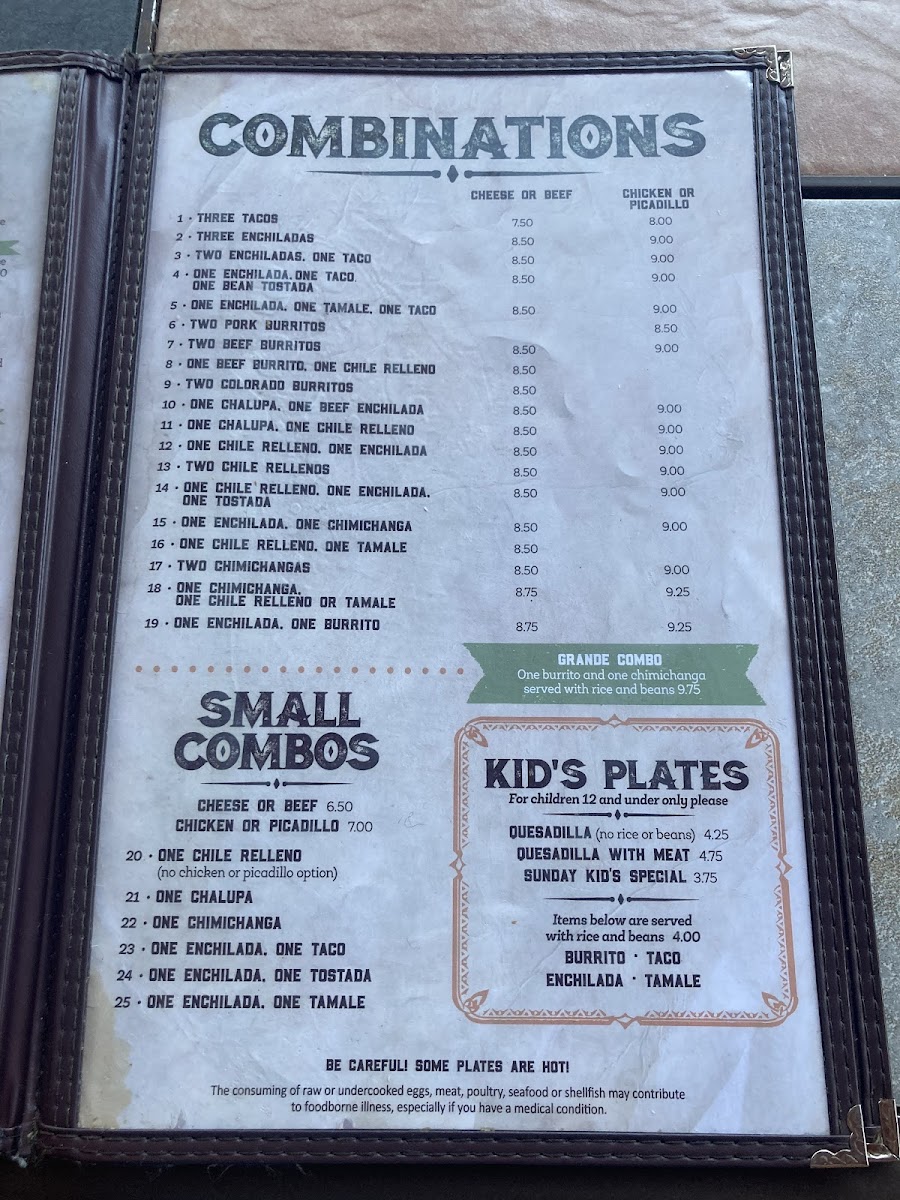 COMBINATIONS
CHEESE OR BEEF
CHICKEN OR PICADILLO
1 · THREE TACOS 7.50 8.00
2 · THREE ENCHILADAS 8.50 9.00
3 · TWO ENCHILADAS, ONE TACO 8.50 9.00
4 · ONE ENCHILADA, ONE TACO, 8.50 9.00
ONE BEAN TOSTADA
5 · ONE ENCHILADA, ONE TAMALE, ONE TACO 8.50 9.00
6 · TWO PORK BURRITOS 8.50
7 · TWO BEEF BURRITOS 8.50 9.00
8 · ONE BEEF BURRITO, ONE CHILE RELLENO 8.50
9 · TWO COLORADO BURRITOS 8.50
10 · ONE CHALUPA, ONE BEEF ENCHILADA 8.50 9.00
11 · ONE CHALUPA, ONE CHILE RELLENO 8.50 9.00
12 · ONE CHILE RELLENO, ONE ENCHILADA 8.50 9.00
13 · TWO CHILE RELLENOS 8.50 9.00
14 · ONE CHILE RELLENO, ONE ENCHILADA, 8.50 9.00
ONE TOSTADA
15 · ONE ENCHILADA, ONE CHIMICHANGA 8.50 9.00
16 · ONE CHILE RELLENO, ONE TAMALE 8.50
17 · TWO CHIMICHANGAS 8.50 9.00
18 · ONE CHIMICHANGA, 8.75 9.25
ONE CHILE RELLENO OR TAMALE
19 · ONE ENCHILADA, ONE BURRITO 8.75 9.25
GRANDE COMBO
One burrito and one chimichanga
served with rice and beans 9.75
SMALL
COMBOS
CHEESE OR BEEF 6.50
CHICKEN OR PICADILLO 7.00
20 · ONE CHILE RELLENO
(no chicken or picadillo option)
21 · ONE CHALUPA
22 · ONE CHIMICHANGA
23 · ONE ENCHILADA, ONE TACO
24 · ONE ENCHILADA, ONE TOSTADA
25 · ONE ENCHILADA, ONE TAMALE
KID'S PLATES
For children 12 and under only please
QUESADILLA (no rice or beans) 4.25
QUESADILLA WITH MEAT 4.75
SUNDAY KID'S SPECIAL 3.75
Items below are served
with rice and beans 4.00
BURRITO · TACO
ENCHILADA · TAMALE
BE CAREFUL! SOME PLATES ARE HOT!
The consuming of raw or undercooked eggs, meat, poultry, seafood or shellfish may contribute
to foodborne illness, especially if you have a medical condition.